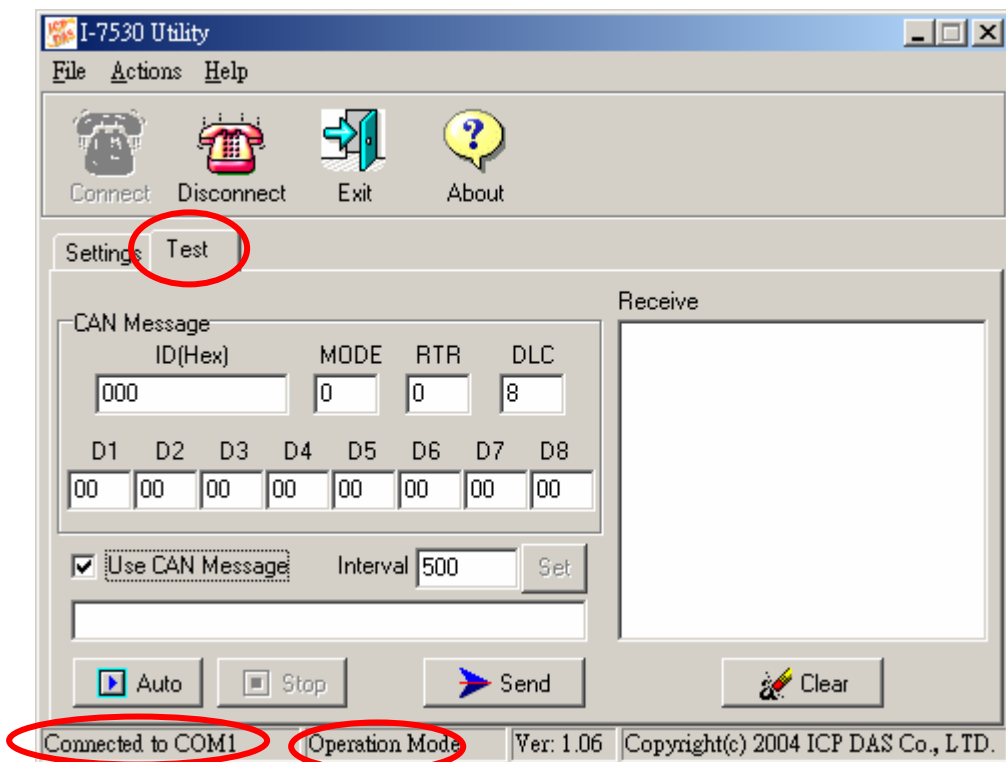 I-7530 Utility
File Actions Help
Connect Disconnect Exit About
Settings Test
Receive
CAN Message
ID(Hex) MODE RTR DLC
000 0 0 8
D1 D2 D3 D4 D5 D6 D7 D8
00 00 00 00 00 00 00 00
Use CAN Message Interval 500 Set
Auto Stop Send Clear
Connected to COM1 Operation Mode Ver: 1.06 Copyright(c) 2004 ICP DAS Co., LTD.